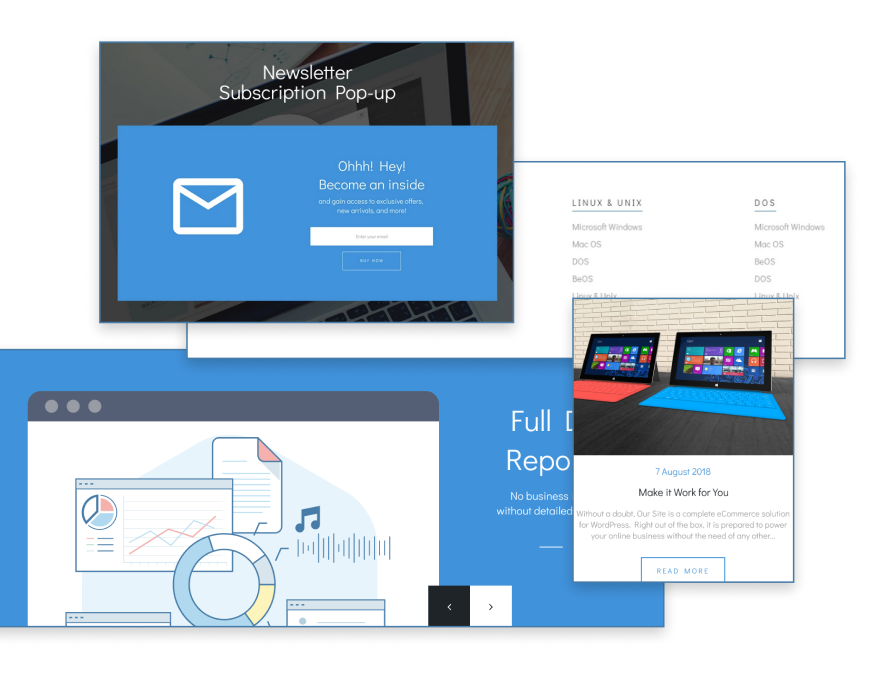 Newsletter
Subscription Pop-up
Ohhh! Hey!
Become an inside
and gain access to exclusive offers,
new arrivals, and more!
Enter your email
BUY NOW
LINUX & UNIX
Microsoft Windows
Mac OS
DOS
BeOS
Linux & Unix
DOS
Microsoft Windows
Mac OS
BeOS
DOS
Linux & Unix
Full
Repo
No business
without detailed
7 August 2018
Make it Work for You
Without a doubt, Our Site is a complete eCommerce solution
for WordPress. Right out of the box, it is prepared to power
your online business without the need of any other...
READ MORE